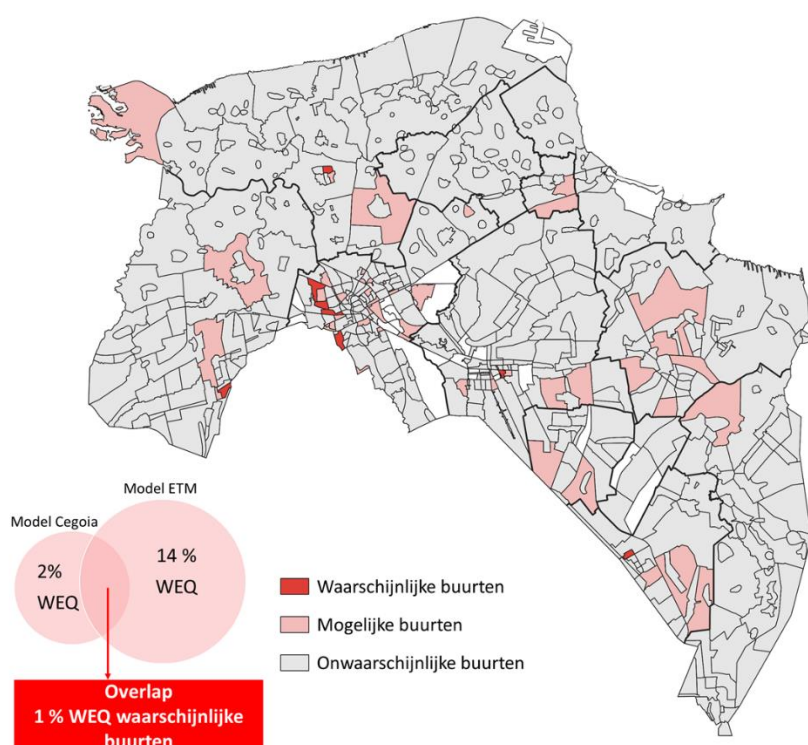 Model ETM
Model Cegoia
2%
WEQ
14 %
WEQ
Waarschijnlijke buurten
Mogelijke buurten
Onwaarschijnlijke buurten
Overlap
1 % WEQ waarschijnlijke
buurten